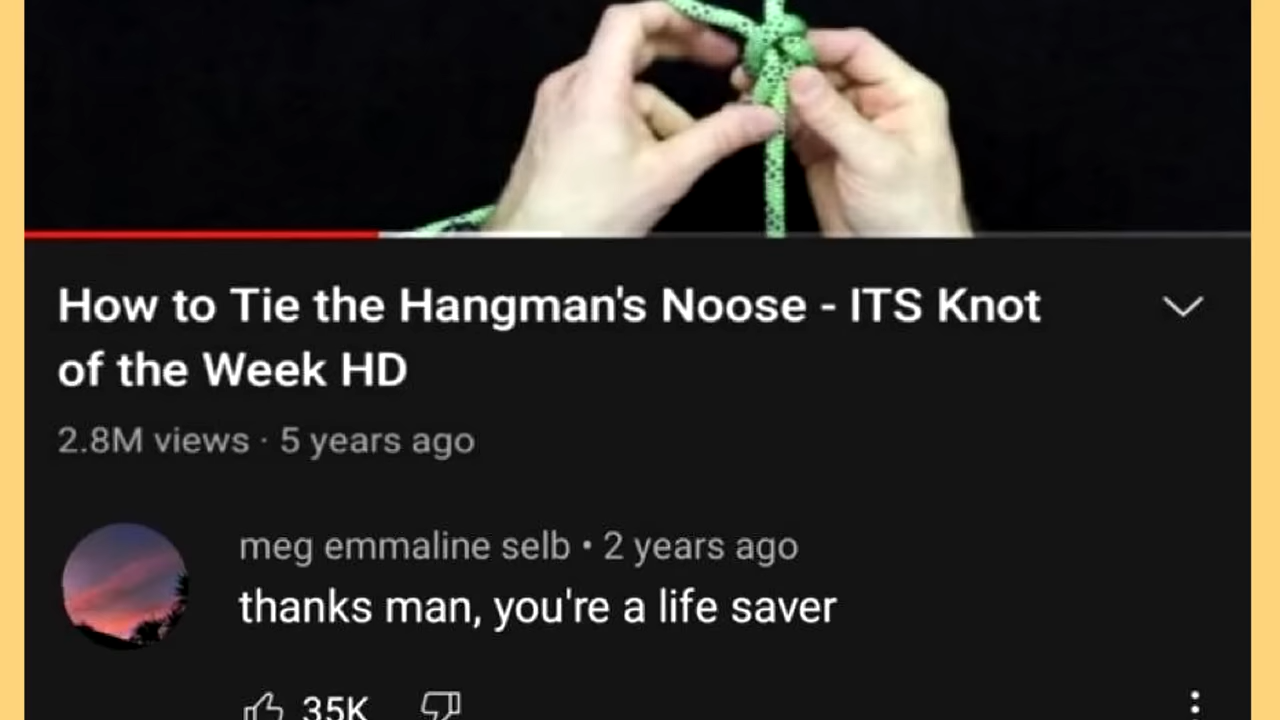 How to Tie the Hangman's Noose - ITS Knot
of the Week HD
2.8M views · 5 years ago
meg emmaline selb • 2 years ago
thanks man, you're a life saver
35K